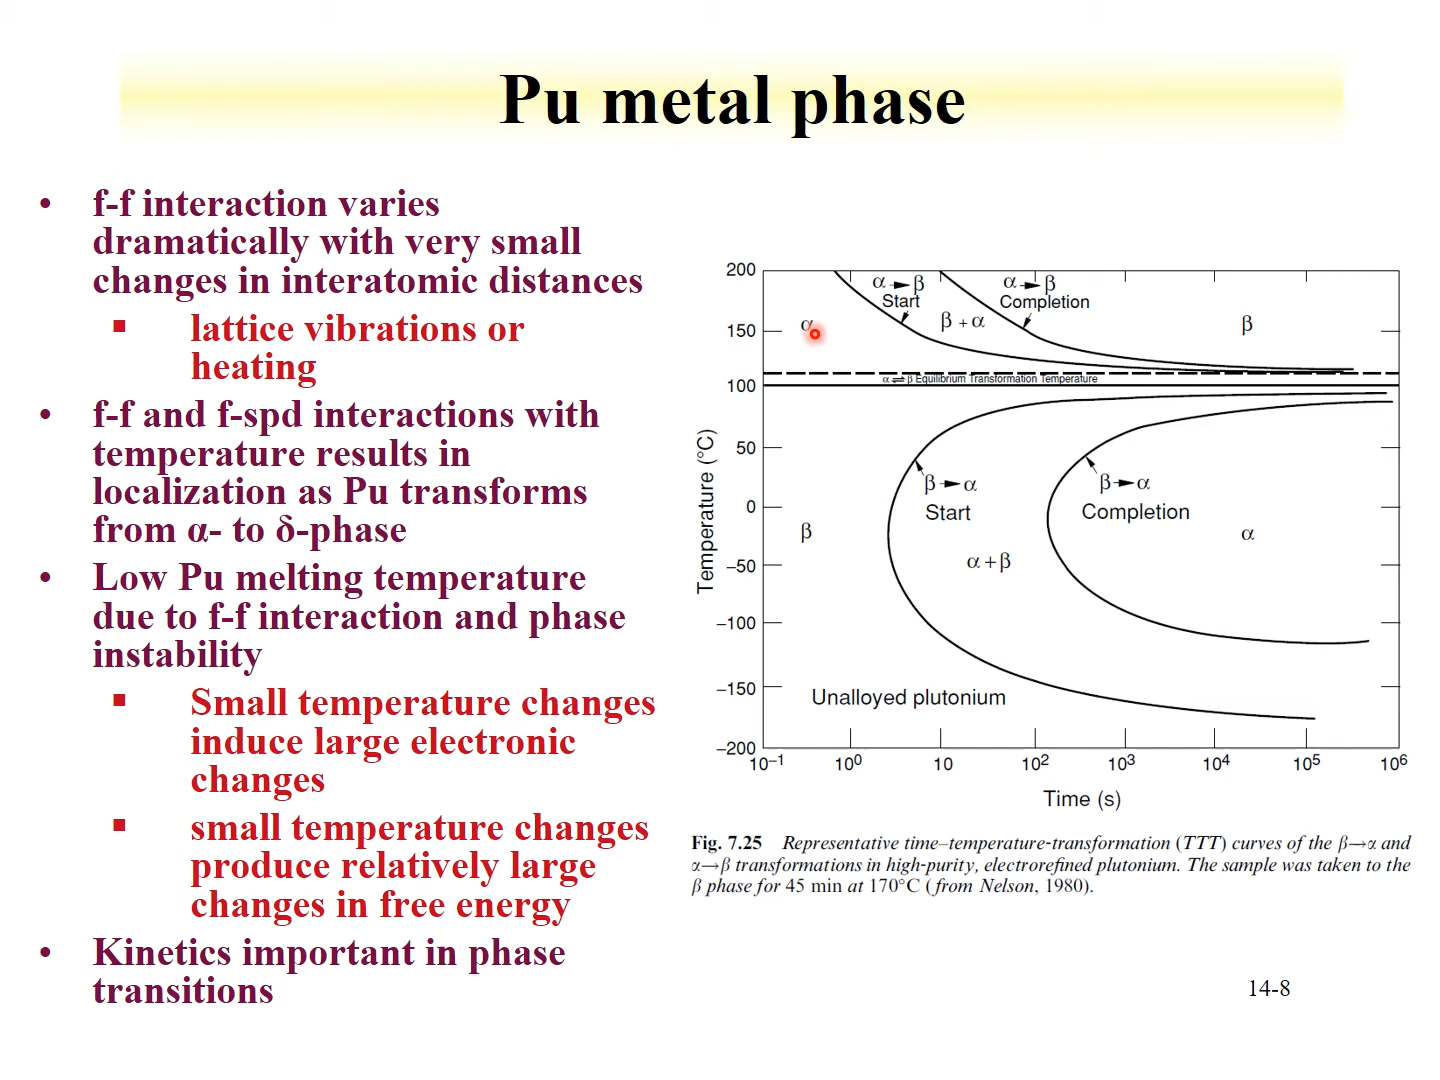 Pu metal phase
• f-f interaction varies
dramatically with very small
changes in interatomic distances
▪ lattice vibrations or
heating
• f-f and f-spd interactions with
temperature results in
localization as Pu transforms
from α- to δ-phase
• Low Pu melting temperature
due to f-f interaction and phase
instability
▪ Small temperature changes
induce large electronic
changes
▪ small temperature changes
produce relatively large
changes in free energy
• Kinetics important in phase
transitions
200
150
100
50
0
−50
−100
−150
−200
Temperature (°C)
α
α→β
Start
β + α
α→β
Completion
β
α ⇌ β Equilibrium Transformation Temperature
β
β→α
Start
α + β
β→α
Completion
α
Unalloyed plutonium
10⁻¹ 10⁰ 10 10² 10³ 10⁴ 10⁵ 10⁶
Time (s)
Fig. 7.25 Representative time–temperature-transformation (TTT) curves of the β→α and
α→β transformations in high-purity, electrorefined plutonium. The sample was taken to the
β phase for 45 min at 170°C (from Nelson, 1980).
14-8